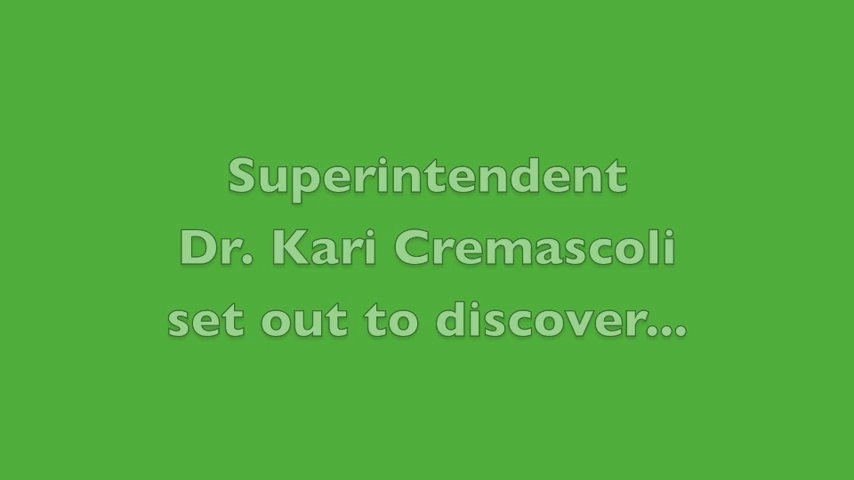 Superintendent
Dr. Kari Cremascoli
set out to discover...